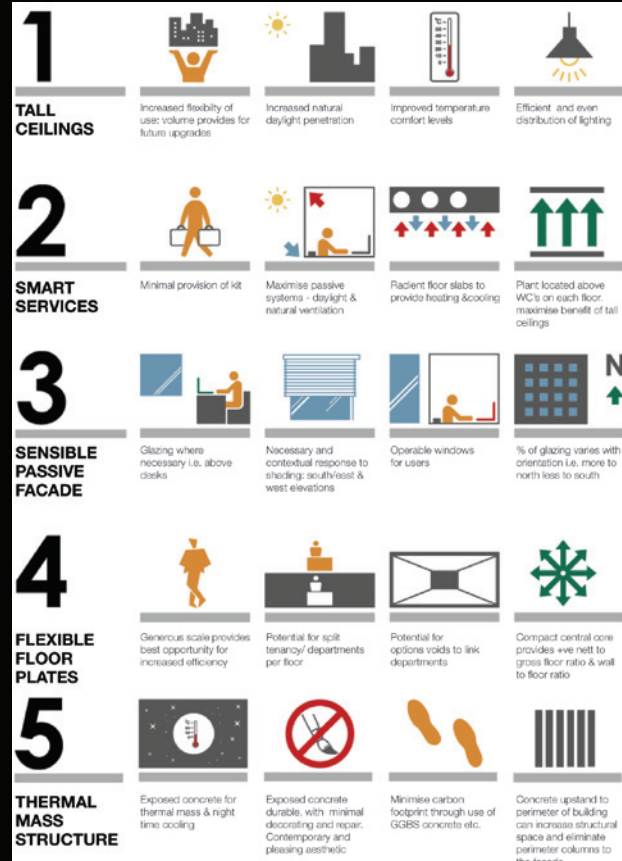 1
TALL
CEILINGS
Increased flexibilty of
use: volume provides for
future upgrades
Increased natural
daylight penetration
Improved temperature
comfort levels
Efficient and even
distribution of lighting
2
SMART
SERVICES
Minimal provision of kit
Maximise passive
systems - daylight &
natural ventilation
Radient floor slabs to
provide heating &cooling
Plant located above
WC's on each floor.
maximise benefit of tall
ceilings
3
SENSIBLE
PASSIVE
FACADE
Glazing where
necessary i.e. above
desks
Necessary and
contextual response to
shading: south/east &
west elevations
Operable windows
for users
N
% of glazing varies with
orientation i.e. more to
north less to south
4
FLEXIBLE
FLOOR
PLATES
Generous scale provides
best opportunity for
increased efficiency
Potential for split
tenancy/ departments
per floor
Potential for
options voids to link
departments
Compact central core
provides +ve nett to
gross floor ratio & wall
to floor ratio
5
THERMAL
MASS
STRUCTURE
Exposed concrete for
thermal mass & night
time cooling
Exposed concrete
durable, with minimal
decorating and repair.
Contemporary and
pleasing aesthetic
Minimise carbon
footprint through use of
GGBS concrete etc.
Concrete upstand to
perimeter of building
can increase structural
space and eliminate
perimeter columns to
the facade